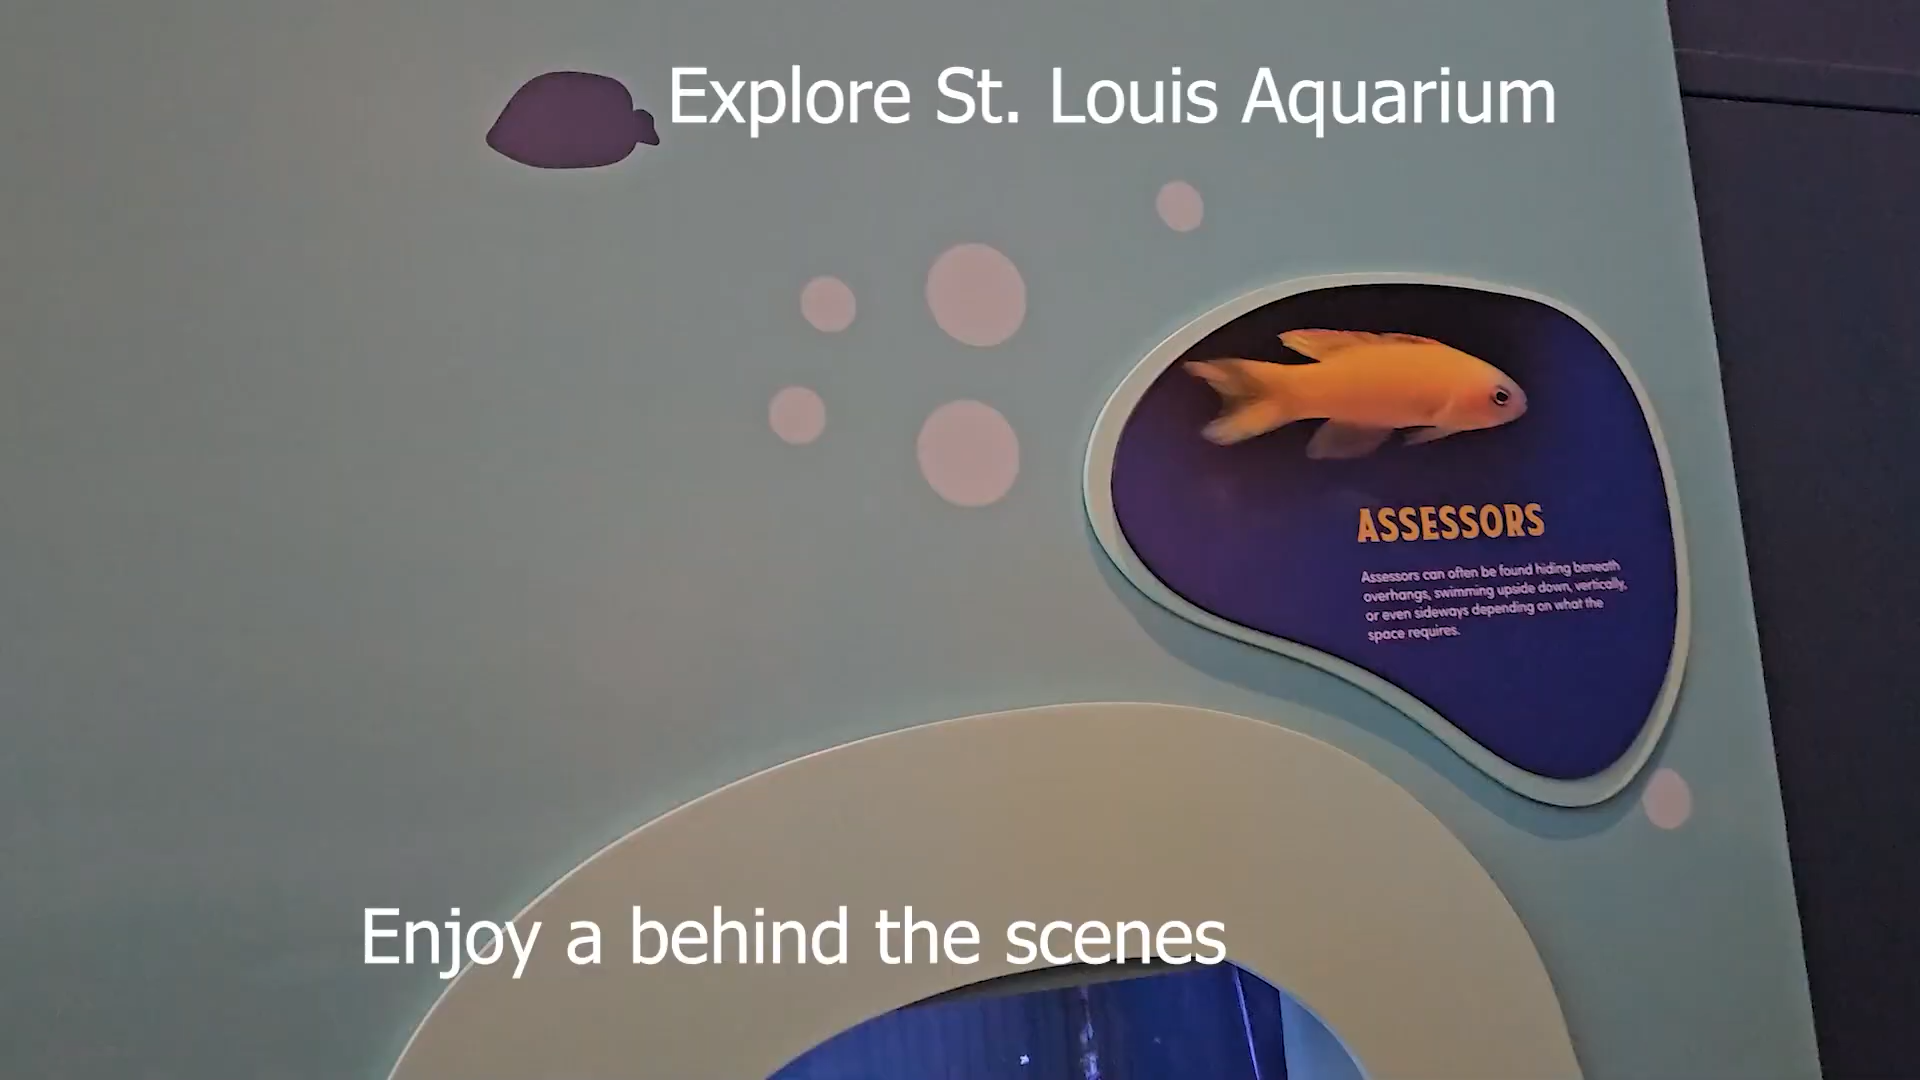 Explore St. Louis Aquarium
ASSESSORS
Assessors can often be found hiding beneath
overhangs, swimming upside down, vertically,
or even sideways depending on what the
space requires.
Enjoy a behind the scenes